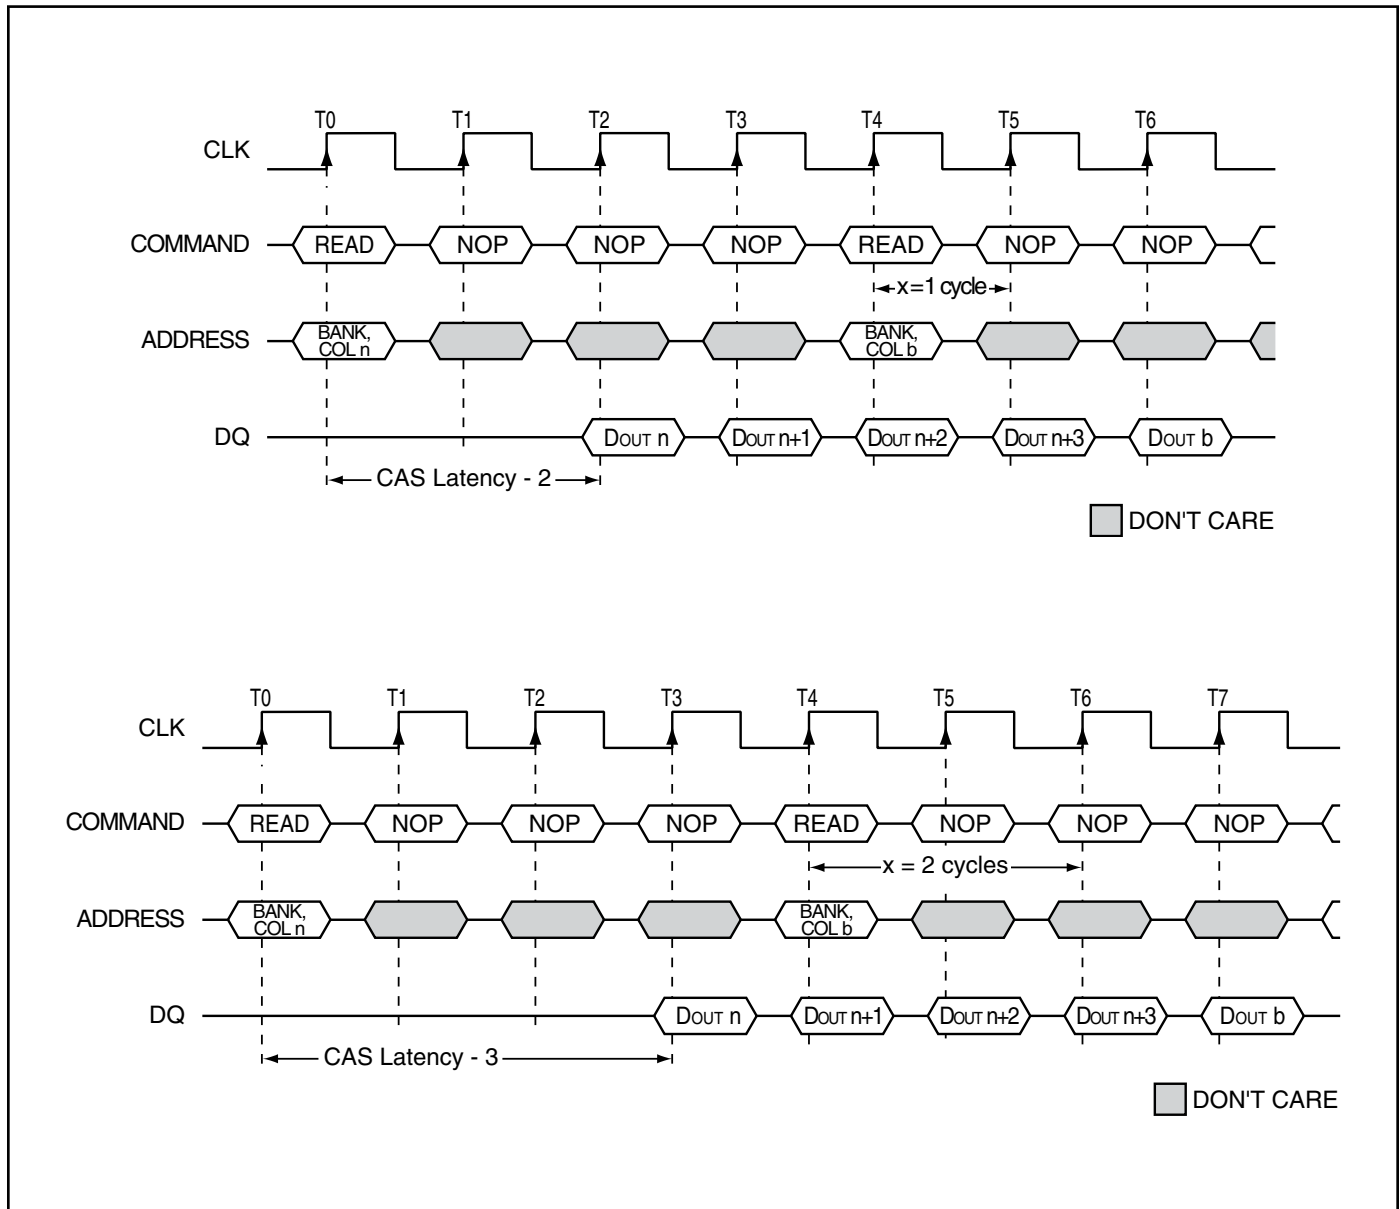 T0 T1 T2 T3 T4 T5 T6
CLK
COMMAND READ NOP NOP NOP READ NOP NOP
x=1 cycle
ADDRESS BANK, COL n BANK, COL b
DQ DOUT n DOUT n+1 DOUT n+2 DOUT n+3 DOUT b
CAS Latency - 2
DON'T CARE
T0 T1 T2 T3 T4 T5 T6 T7
CLK
COMMAND READ NOP NOP NOP READ NOP NOP NOP
x = 2 cycles
ADDRESS BANK, COL n BANK, COL b
DQ DOUT n DOUT n+1 DOUT n+2 DOUT n+3 DOUT b
CAS Latency - 3
DON'T CARE